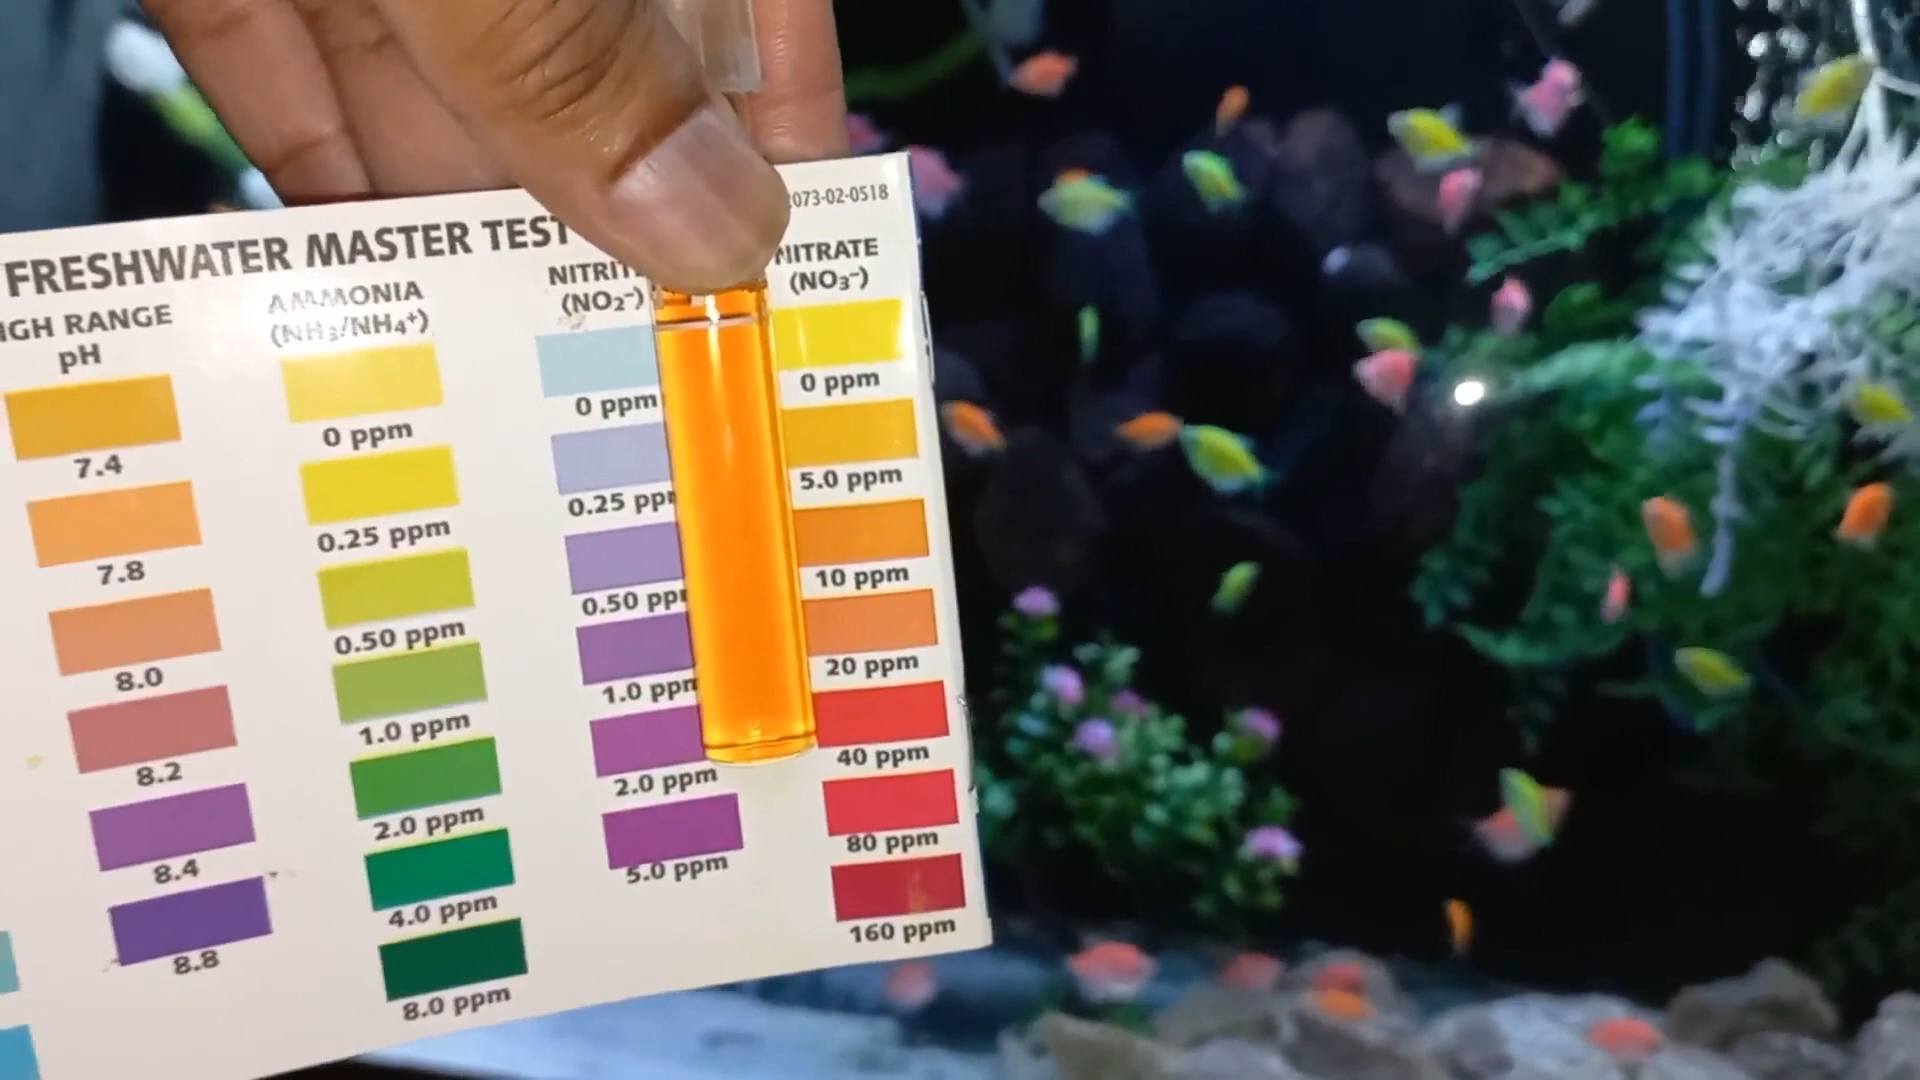 FRESHWATER MASTER TEST
073-02-0518
IGH RANGE
pH
7.4
7.8
8.0
8.2
8.4
8.8
AMMONIA
(NH₃/NH₄⁺)
0 ppm
0.25 ppm
0.50 ppm
1.0 ppm
2.0 ppm
4.0 ppm
8.0 ppm
NITRIT
(NO₂⁻)
0 ppm
0.25 ppm
0.50 ppm
1.0 ppm
2.0 ppm
5.0 ppm
NITRATE
(NO₃⁻)
0 ppm
5.0 ppm
10 ppm
20 ppm
40 ppm
80 ppm
160 ppm